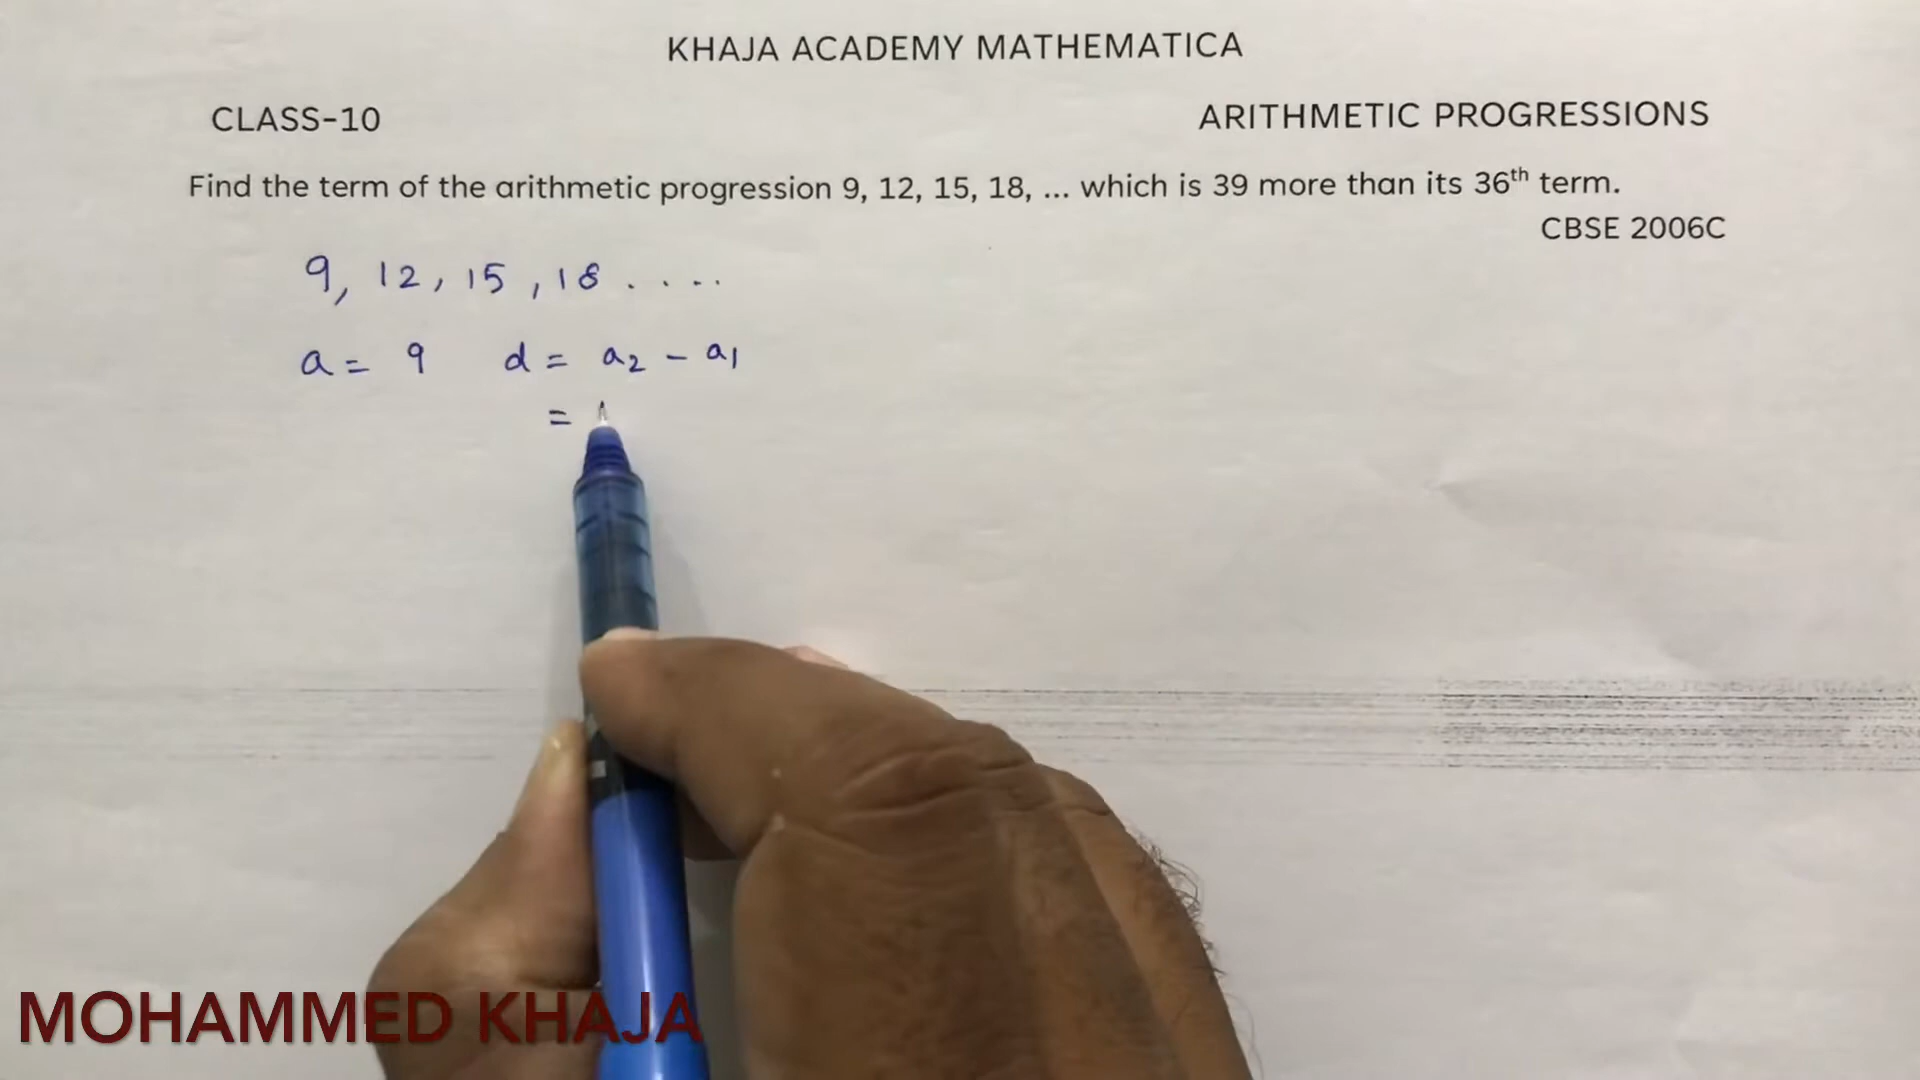 KHAJA ACADEMY MATHEMATICA
CLASS-10 ARITHMETIC PROGRESSIONS
Find the term of the arithmetic progression 9, 12, 15, 18, ... which is 39 more than its 36th term.
CBSE 2006C
9, 12, 15, 18 ....
a = 9 d = a2 - a1
=
MOHAMMED KHAJA